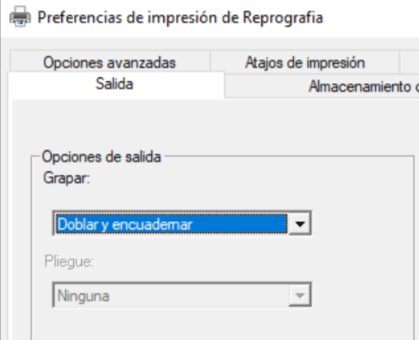 Preferencias de impresión de Reprografia
Opciones avanzadas
Atajos de impresión
Salida
Almacenamiento
Opciones de salida
Grapar:
Doblar y encuadernar
Pliegue:
Ninguna